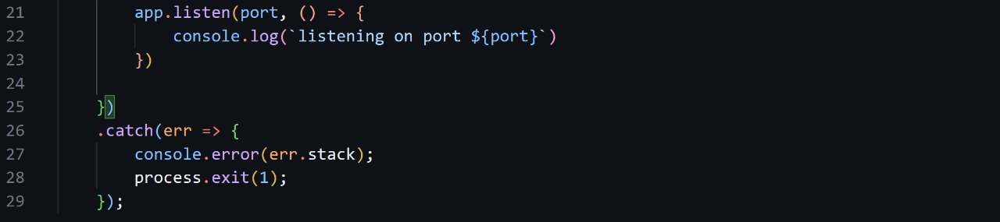 21 app.listen(port, () => {
22 console.log(`listening on port ${port}`)
23 })
24
25 })
26 .catch(err => {
27 console.error(err.stack);
28 process.exit(1);
29 });